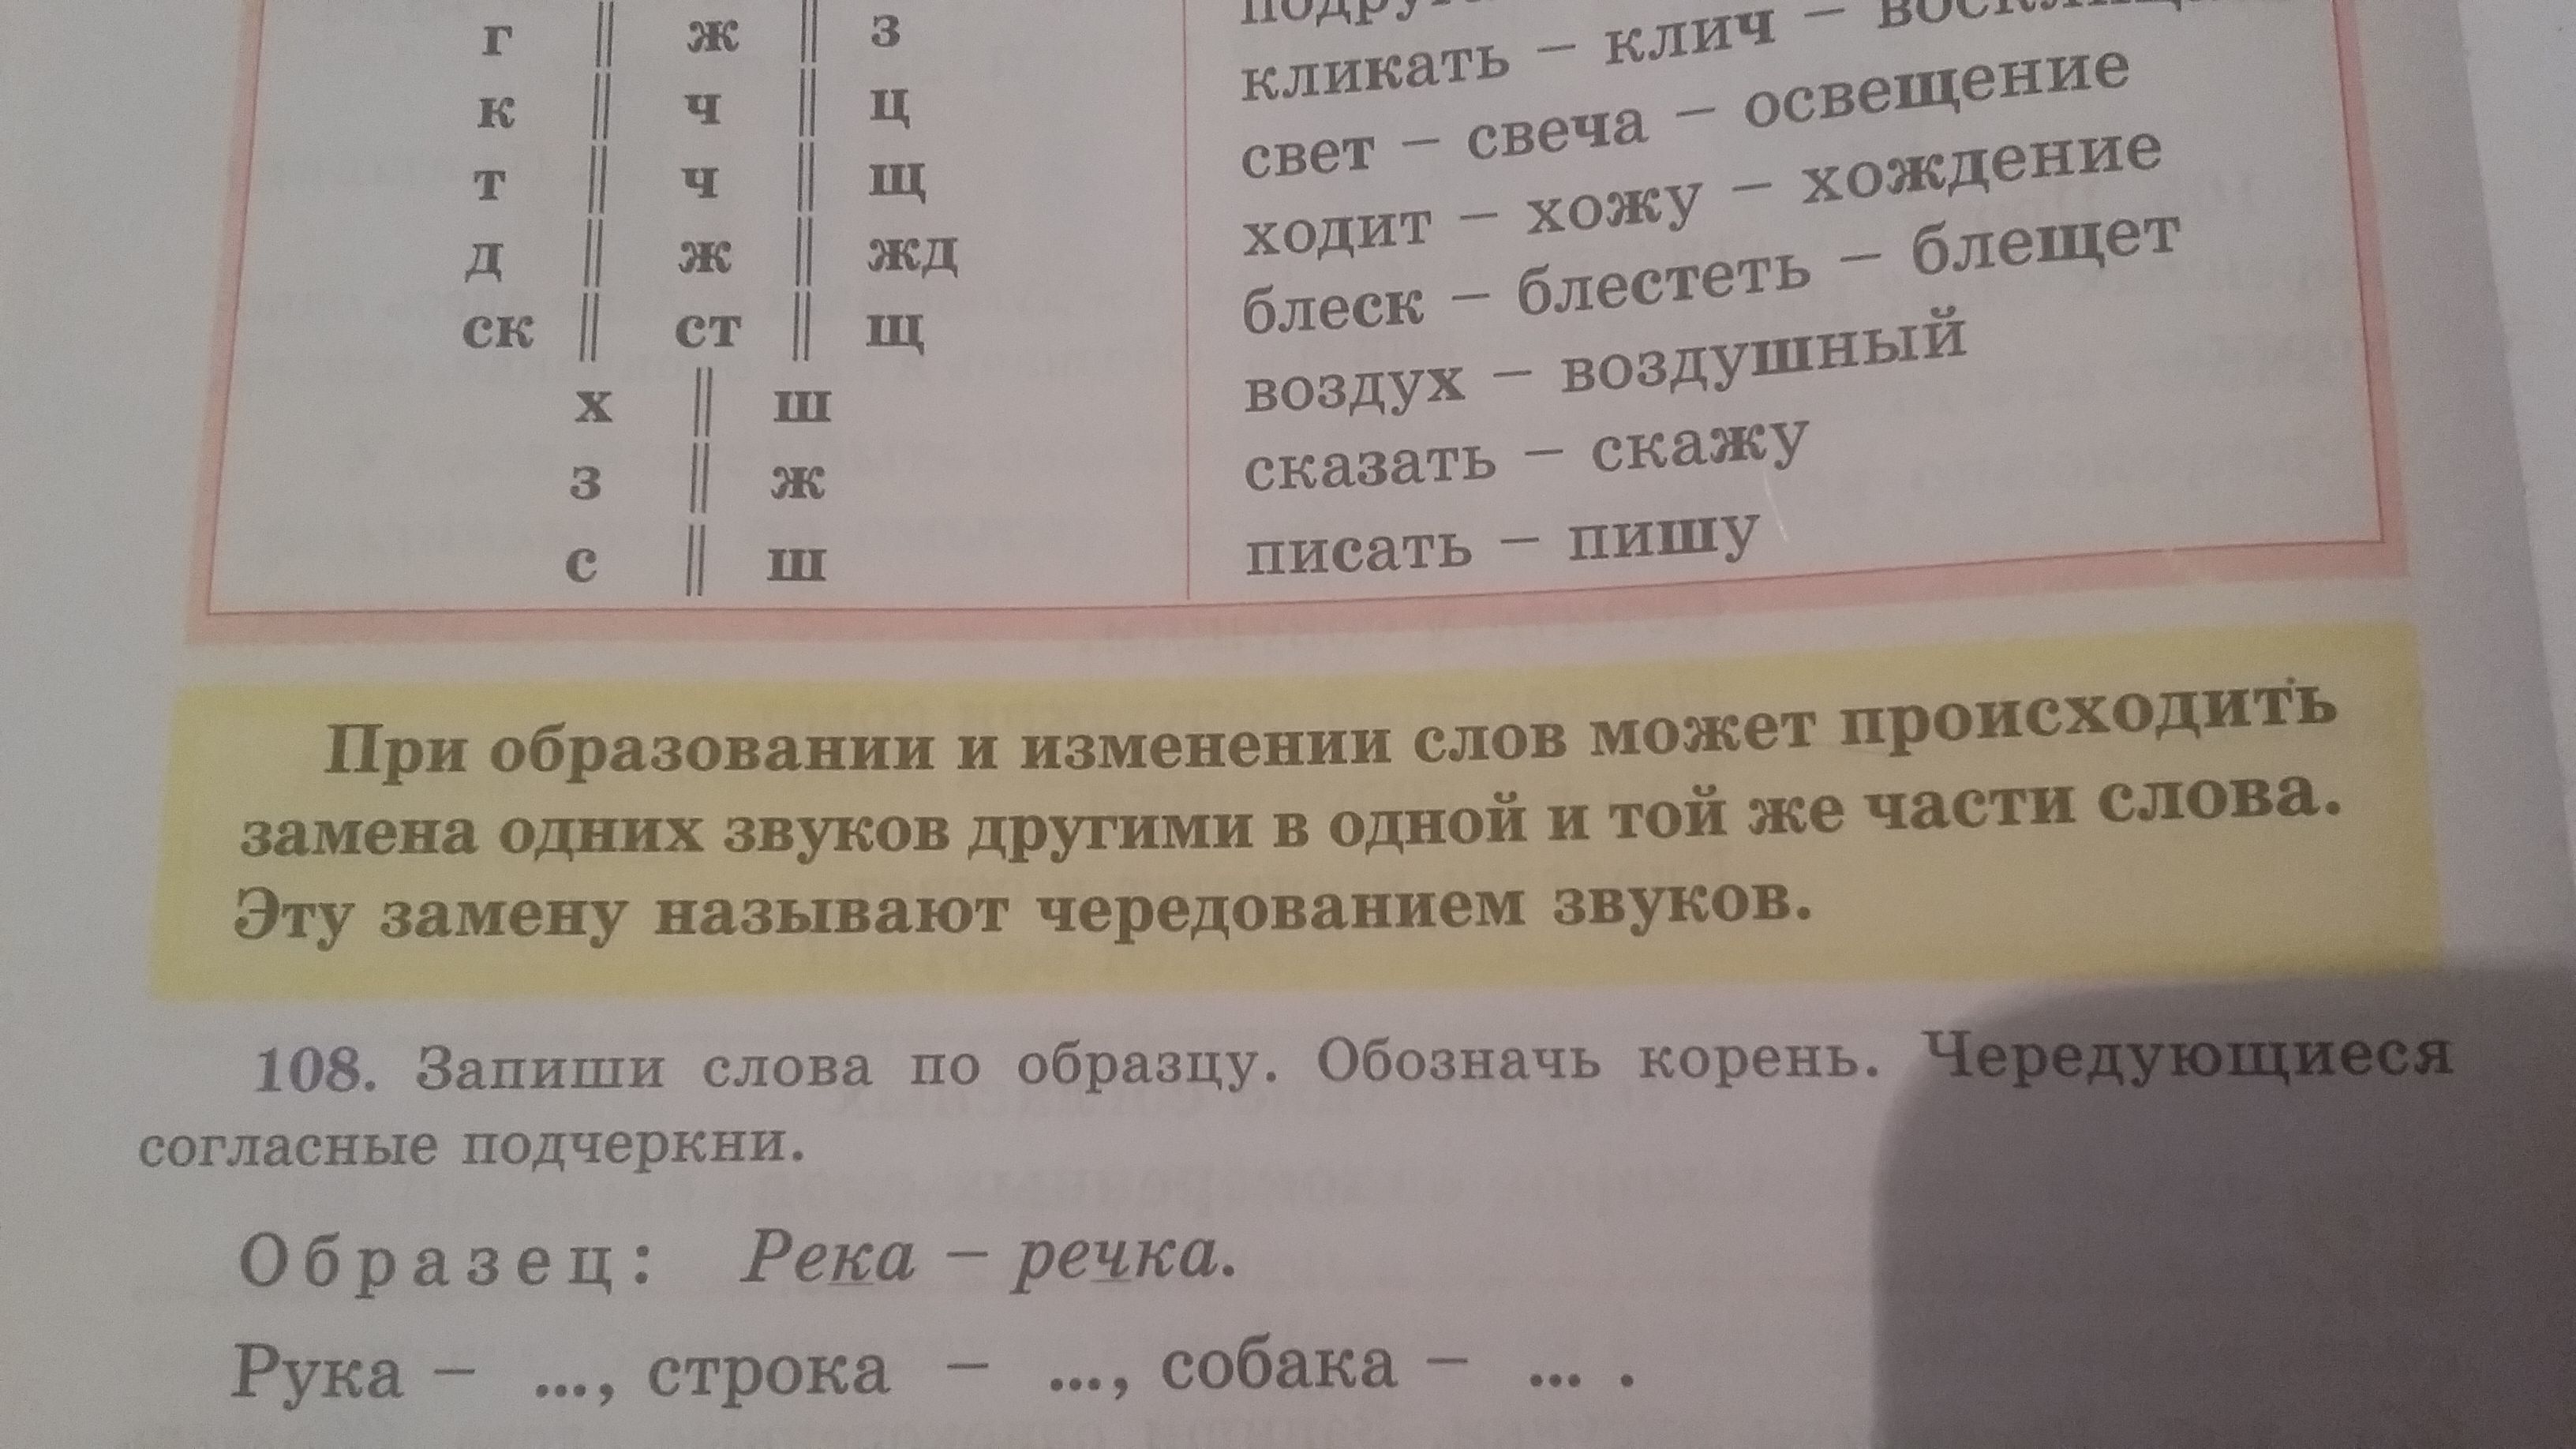 г || ж || з
кликать – клич –
к || ч || ц
свет – свеча – освещение
т || ч || щ
ходит – хожу – хождение
д || ж || жд
блеск – блестеть – блещет
ск || ст || щ
воздух – воздушный
х || ш
сказать – скажу
з || ж
писать – пишу
с || ш
При образовании и изменении слов может происходить
замена одних звуков другими в одной и той же части слова.
Эту замену называют чередованием звуков.
108. Запиши слова по образцу. Обозначь корень. Чередующиеся
согласные подчеркни.
Образец: Река – речка.
Рука – ..., строка – ..., собака – ... .